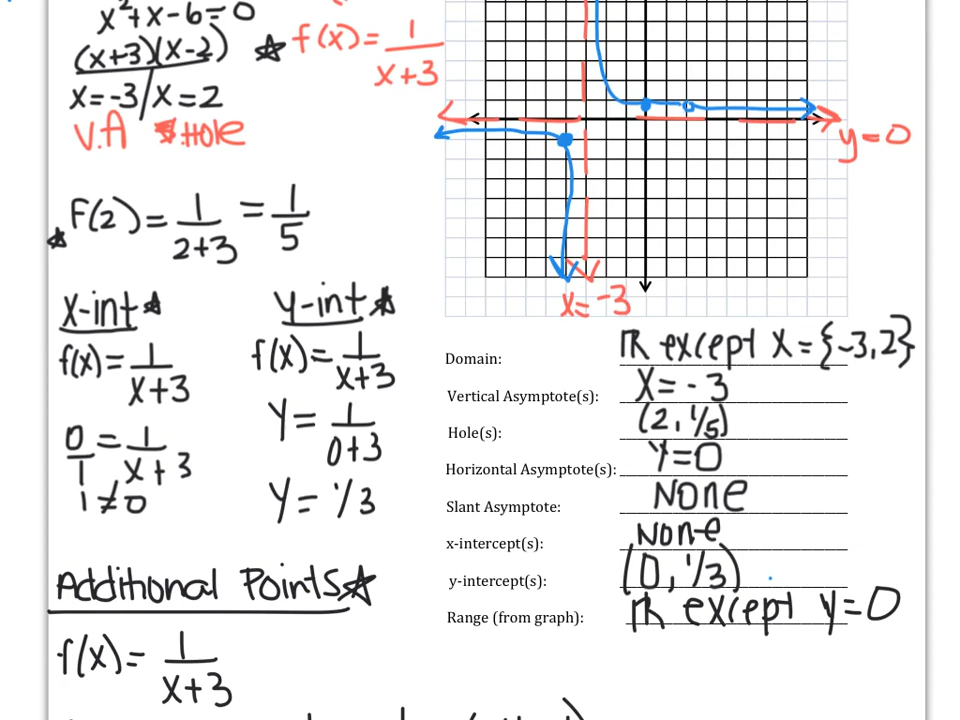 x²+x-6=0
(x+3)(x-2)
x=-3/x=2
V.A Hole
f(x)=1/(x+3)
y=0
x=-3
F(2)=1/(2+3)=1/5
x-int
f(x)=1/(x+3)
0/1=1/(x+3)
1≠0
y-int
f(x)=1/(x+3)
y=1/(0+3)
y=1/3
Domain: ℝ except x={-3,2}
Vertical Asymptote(s): x=-3
Hole(s): (2,1/5)
Horizontal Asymptote(s): y=0
Slant Asymptote: None
x-intercept(s): None
y-intercept(s): (0,1/3)
Range (from graph): ℝ except y=0
Additional Points
f(x)=1/(x+3)